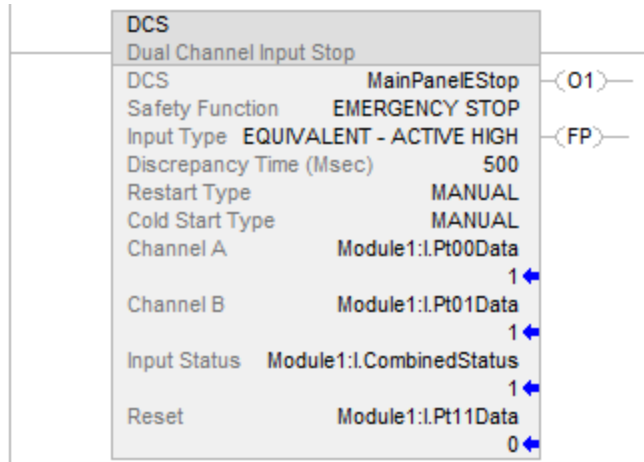 DCS
Dual Channel Input Stop
DCS MainPanelEStop (O1)
Safety Function EMERGENCY STOP
Input Type EQUIVALENT - ACTIVE HIGH (FP)
Discrepancy Time (Msec) 500
Restart Type MANUAL
Cold Start Type MANUAL
Channel A Module1:I.Pt00Data
1
Channel B Module1:I.Pt01Data
1
Input Status Module1:I.CombinedStatus
1
Reset Module1:I.Pt11Data
0